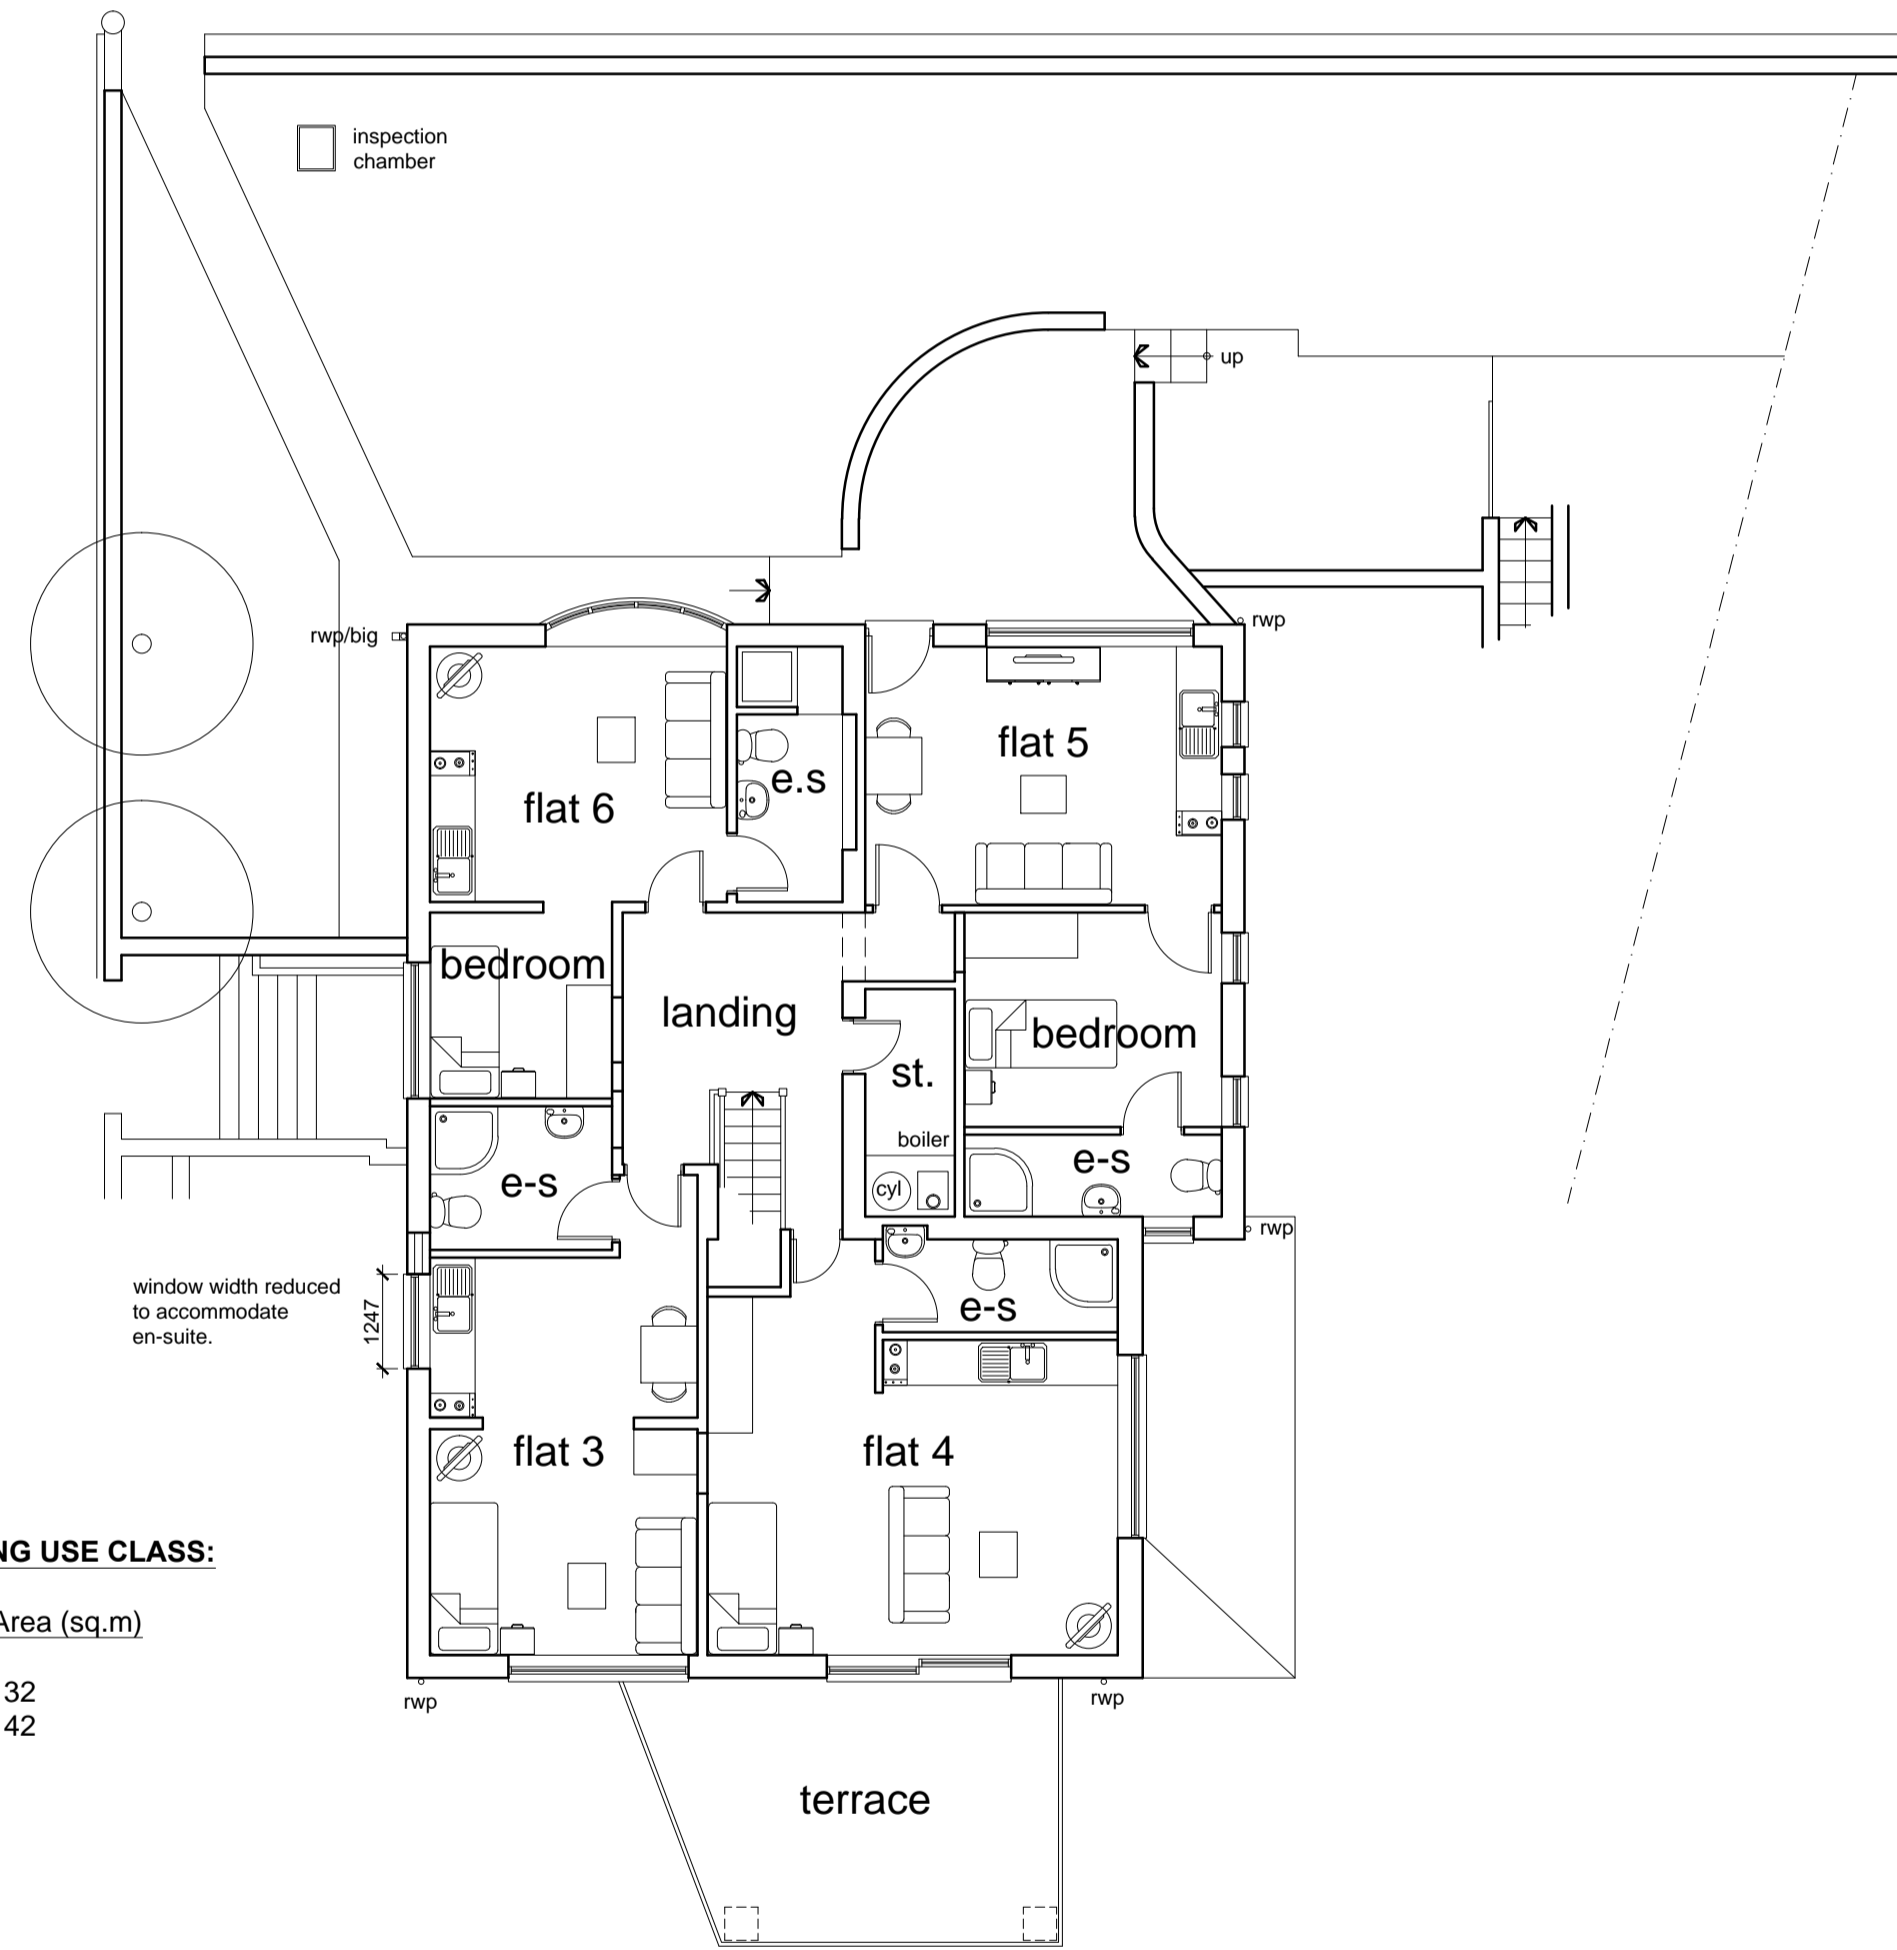 inspection
chamber
up
rwp/big
rwp
flat 5
e.s
flat 6
bedroom
landing
bedroom
st.
boiler
e-s
e-s
cyl
rwp
window width reduced
to accommodate
en-suite.
1247
e-s
flat 3
flat 4
NG USE CLASS:
Area (sq.m)
32
42
rwp
rwp
terrace